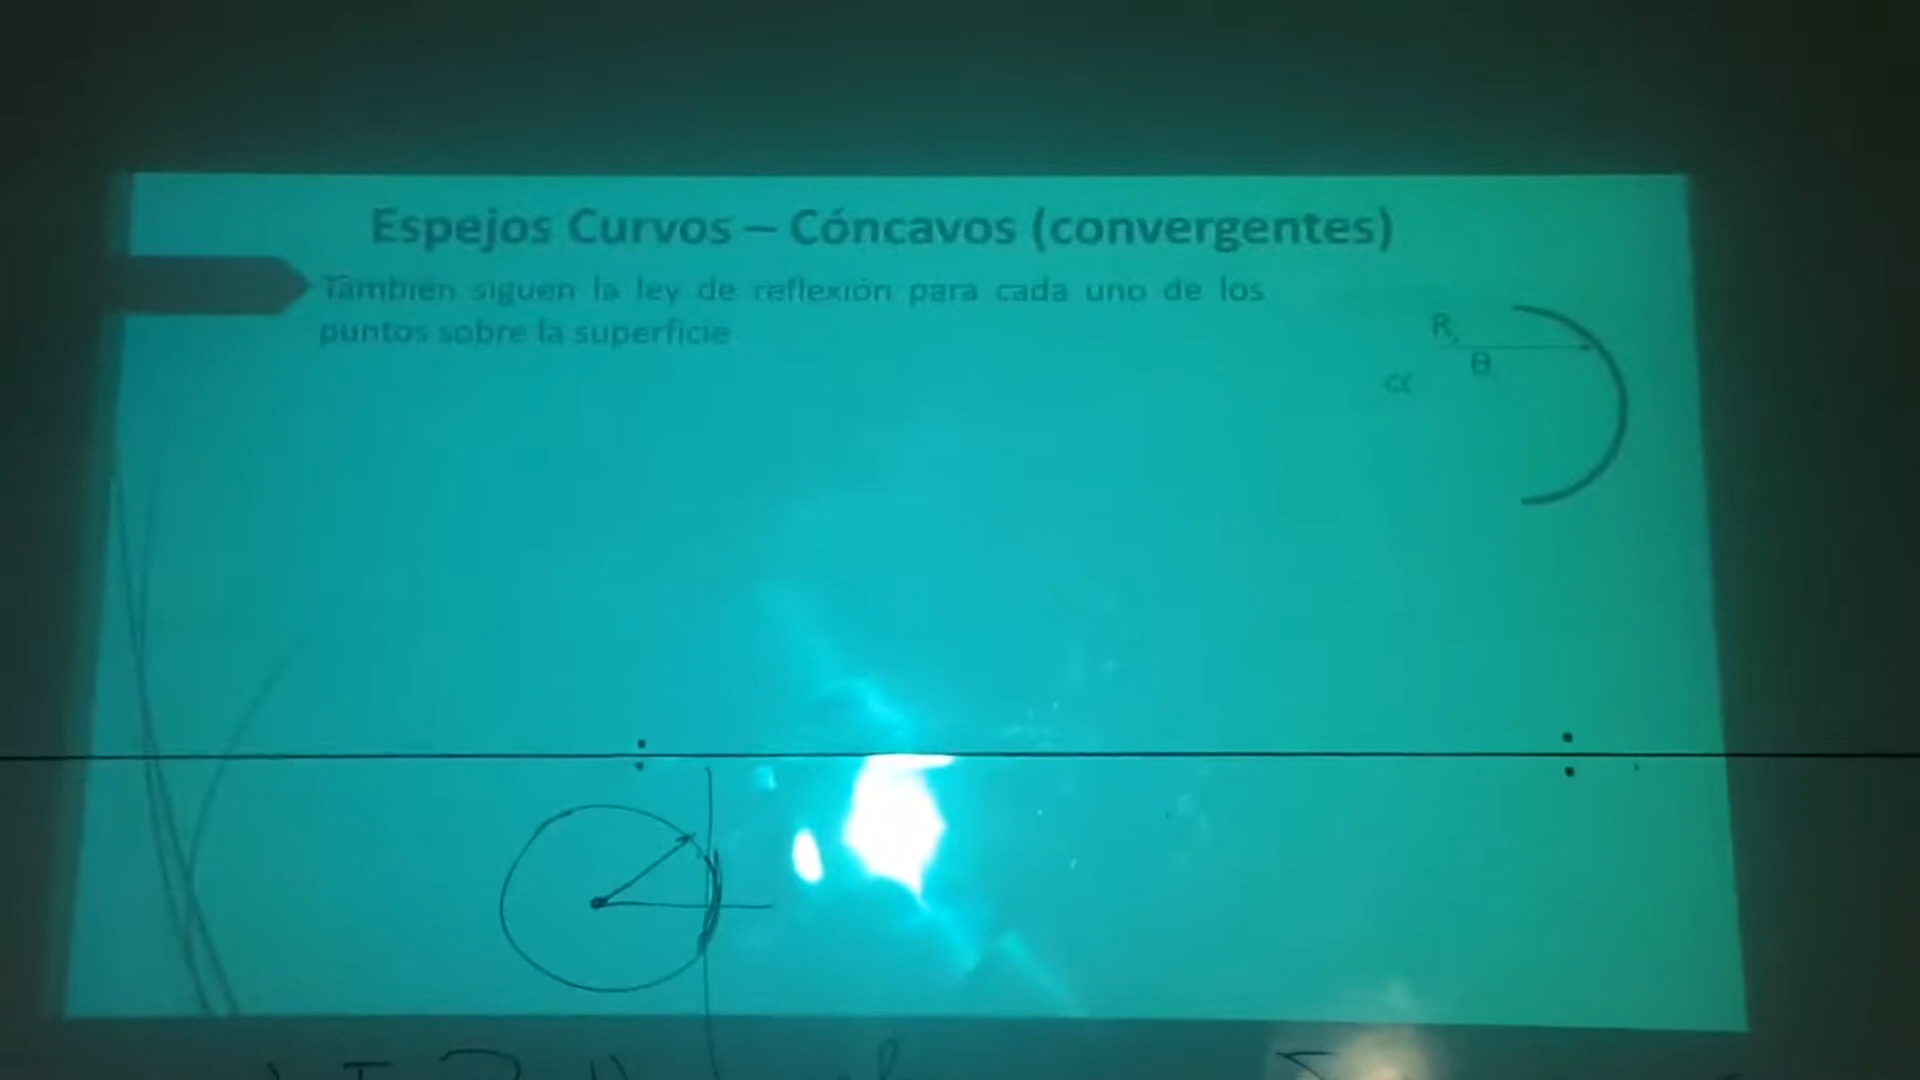 Espejos Curvos – Cóncavos (convergentes)
También siguen la ley de reflexión para cada uno de los
puntos sobre la superficie
R
θ